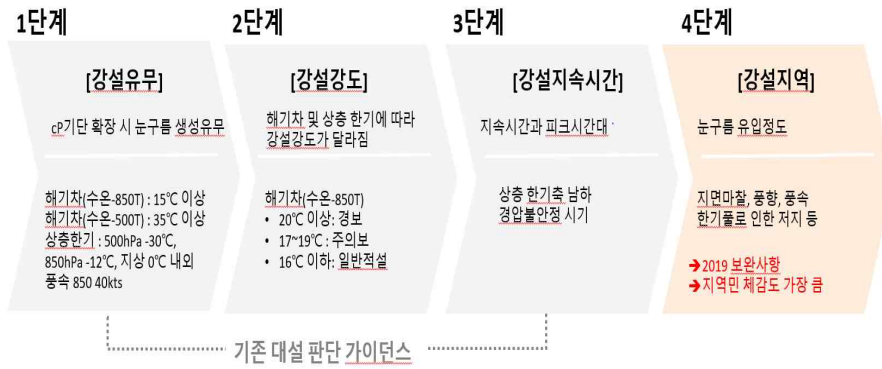 1단계
[강설유무]
cP기단 확장 시 눈구름 생성유무
해기차(수온-850T) : 15℃ 이상
해기차(수온-500T) : 35℃ 이상
상층한기 : 500hPa -30℃,
850hPa -12℃, 지상 0℃ 내외
풍속 850 40kts
2단계
[강설강도]
해기차 및 상층 한기에 따라
강설강도가 달라짐
해기차(수온-850T)
• 20℃ 이상: 경보
• 17~19℃ : 주의보
• 16℃ 이하: 일반적설
3단계
[강설지속시간]
지속시간과 피크시간대
상층 한기축 남하
경압불안정 시기
4단계
[강설지역]
눈구름 유입정도
지면마찰, 풍향, 풍속
한기풀로 인한 저지 등
➔2019 보완사항
➔지역민 체감도 가장 큼
기존 대설 판단 가이던스